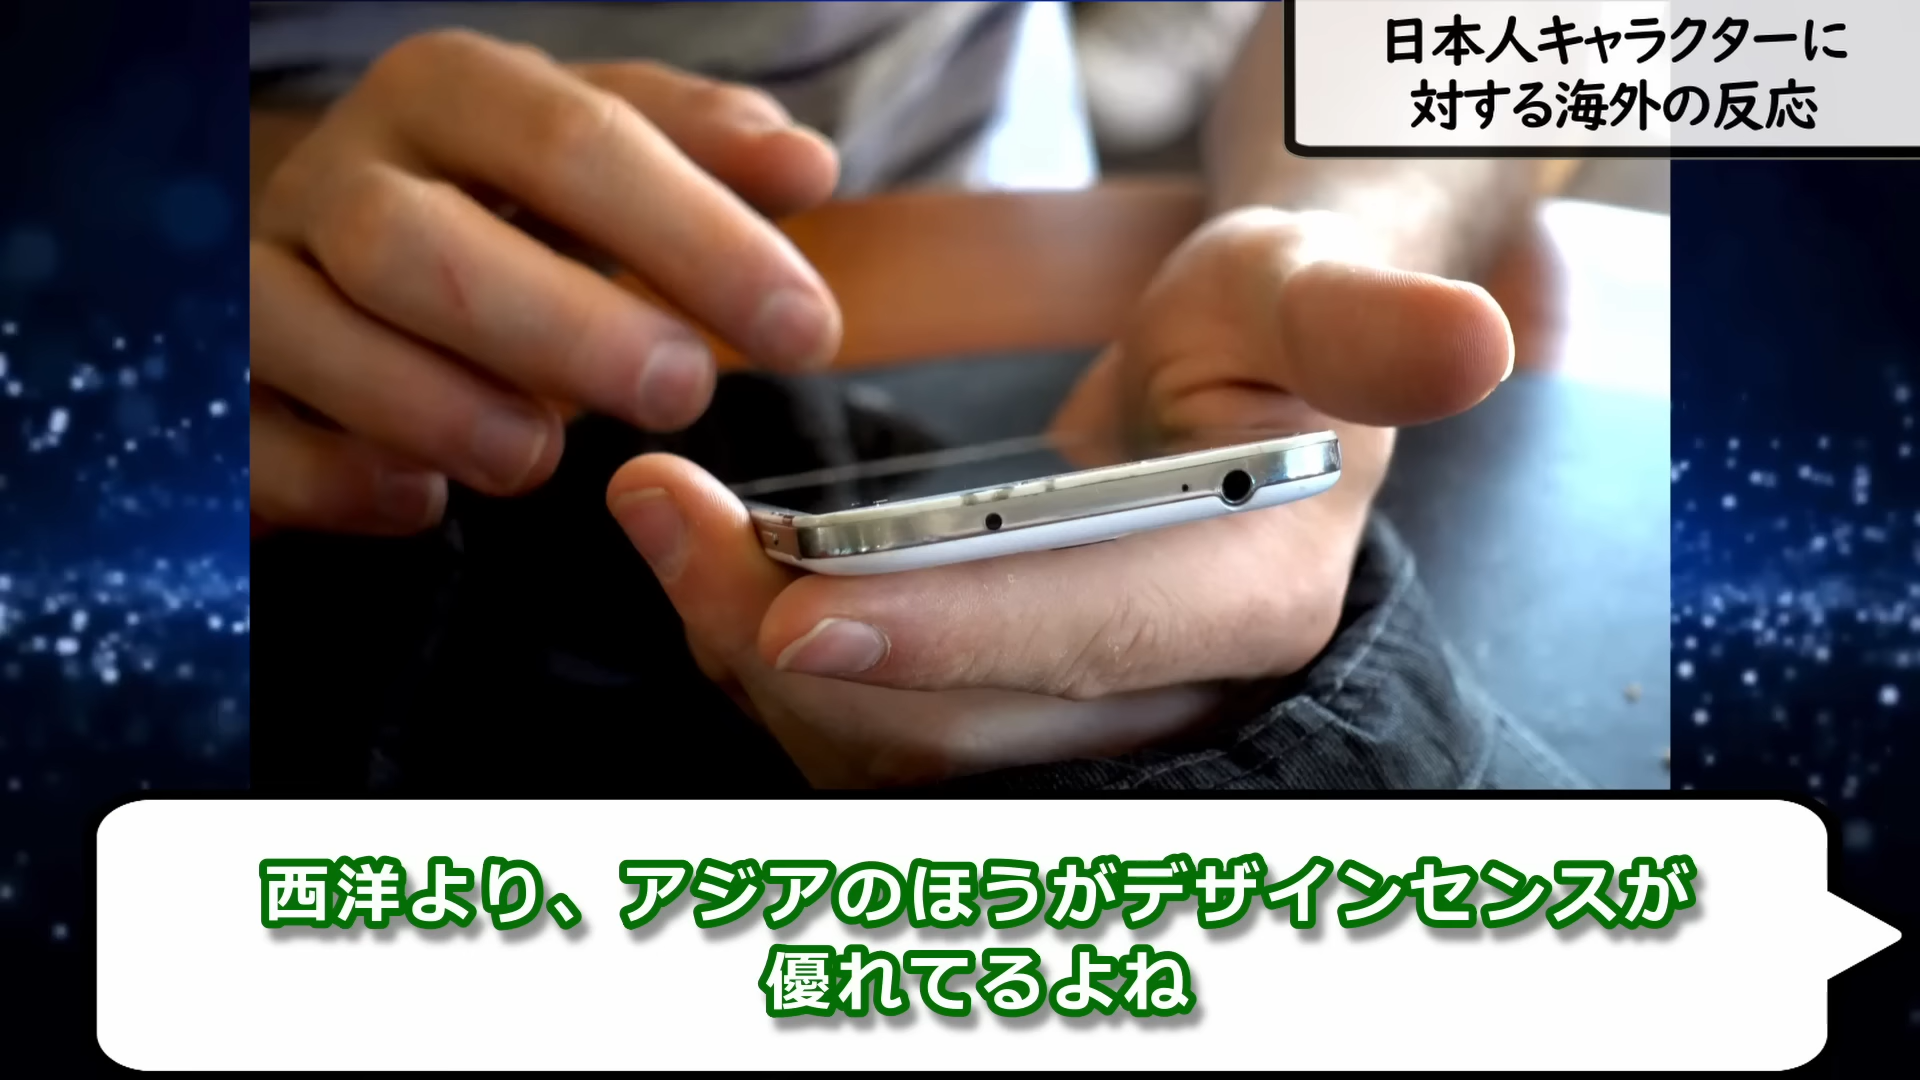 日本人キャラクターに
対する海外の反応
西洋より、アジアのほうがデザインセンスが
優れてるよね